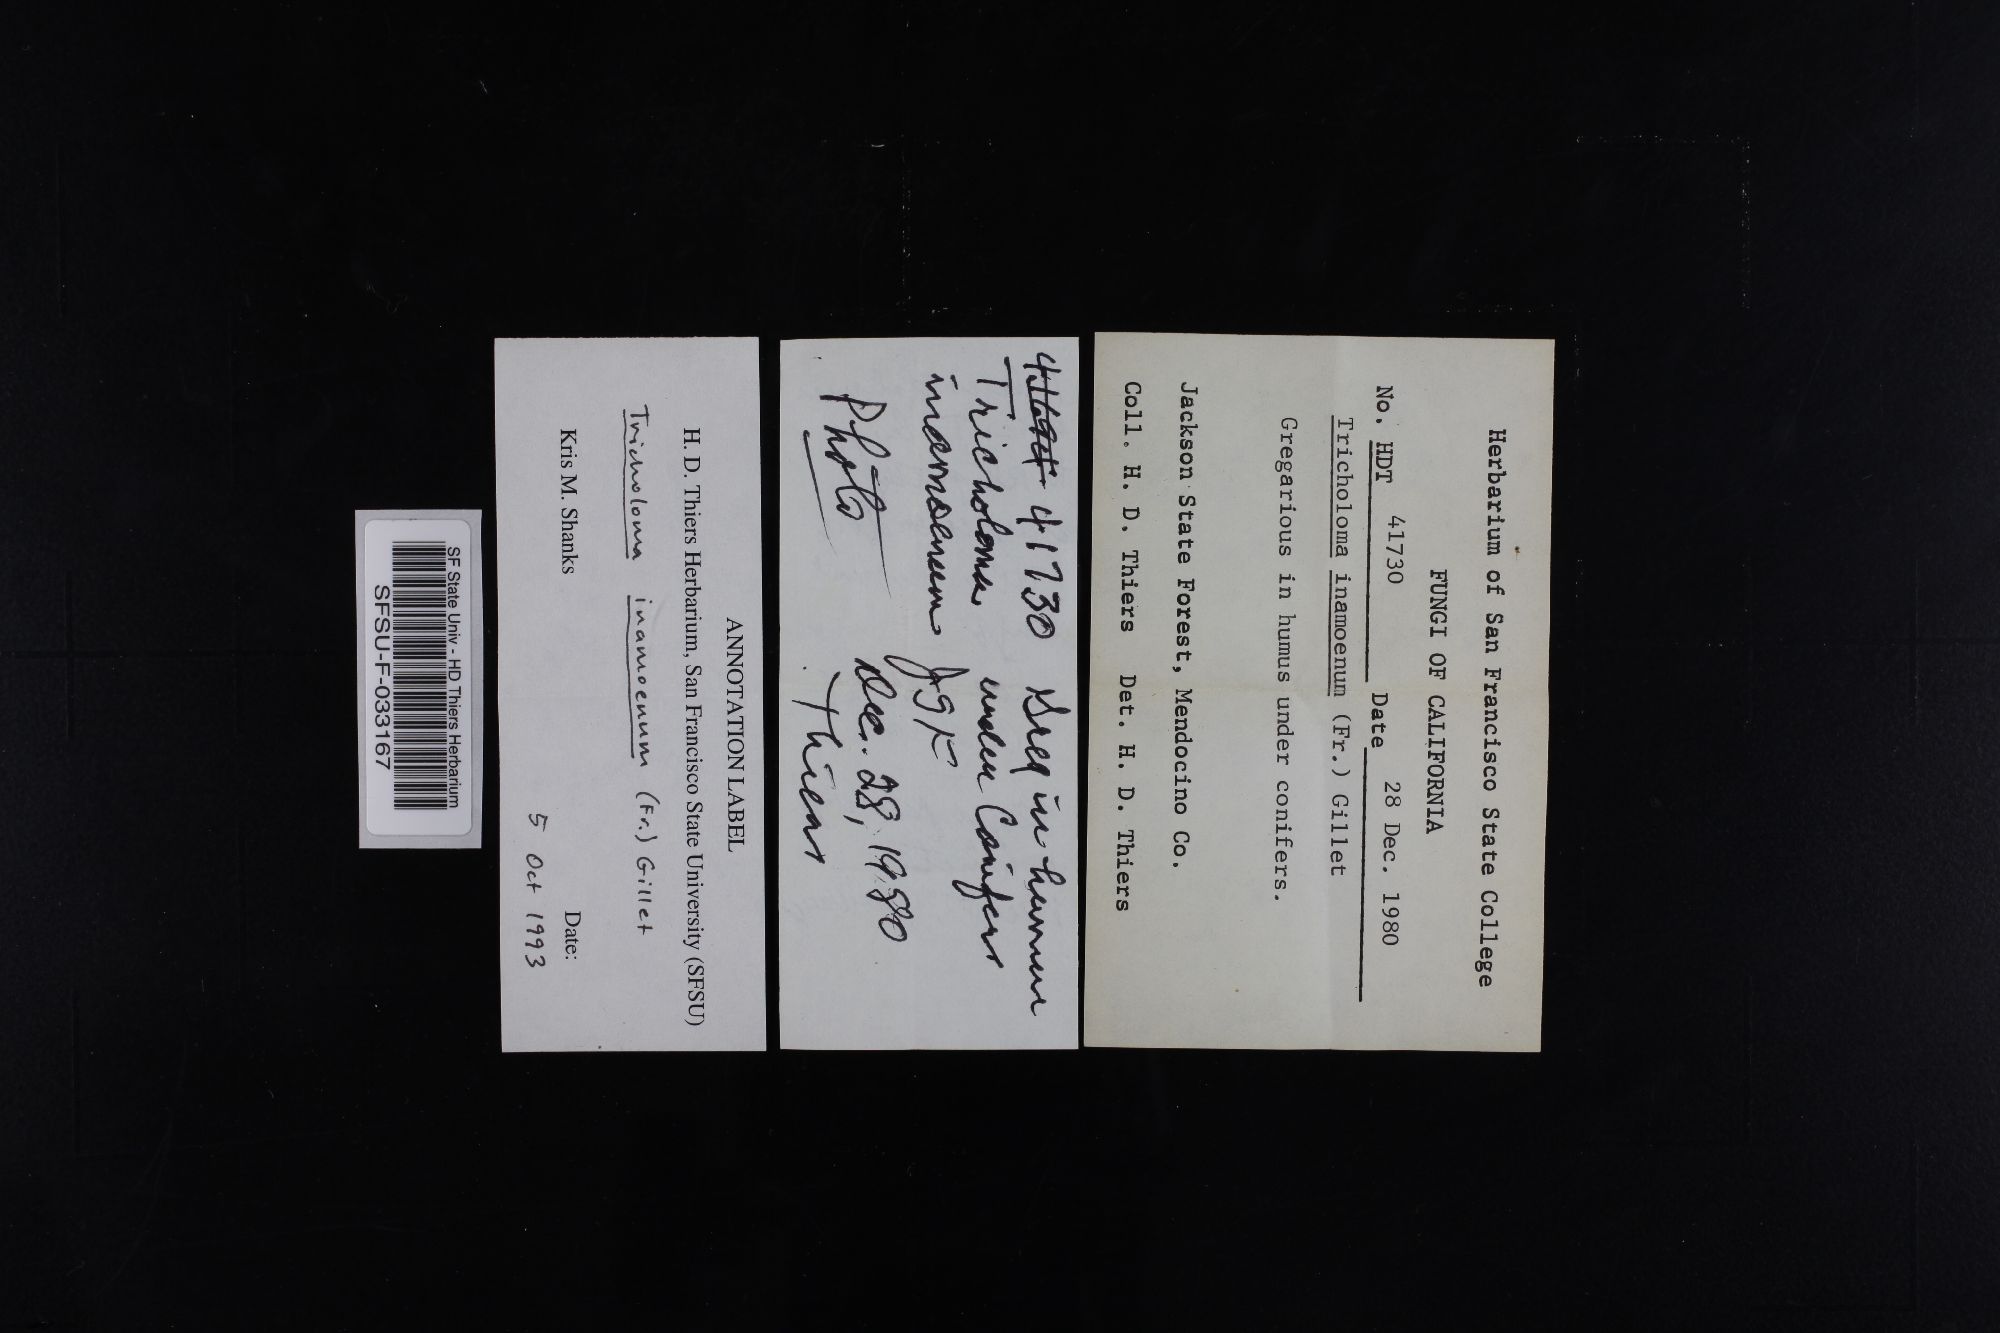 Herbarium of San Francisco State College
FUNGI OF CALIFORNIA
No. HDT 41730 Date 28 Dec. 1980
Tricholoma inamoenum (Fr.) Gillet
Gregarious in humus under conifers.
Jackson State Forest, Mendocino Co.
Coll. H. D. Thiers Det. H. D. Thiers
41730 Greg in humus
Tricholoma under Conifers
inamoenum JSF
Dec. 28, 1980
Photo Thiers
ANNOTATION LABEL
H. D. Thiers Herbarium, San Francisco State University (SFSU)
Tricholoma inamoenum (Fr.) Gillet
Kris M. Shanks Date:
5 Oct 1993
SF State Univ - HD Thiers Herbarium
SFSU-F-033167